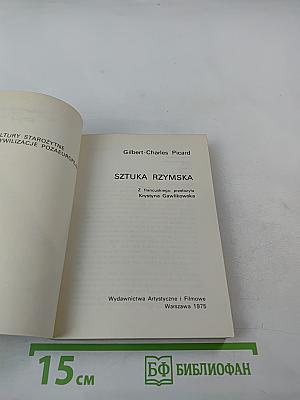 KULTURY STAROŻYTNE
CYWILIZACJE POZAEUROPEJSKIE
Gilbert-Charles Picard
SZTUKA RZYMSKA
Z francuskiego przełożyła
Krystyna Gawlikowska
Wydawnictwa Artystyczne i Filmowe
Warszawa 1975
15 см
БФ БИБЛИОФАН